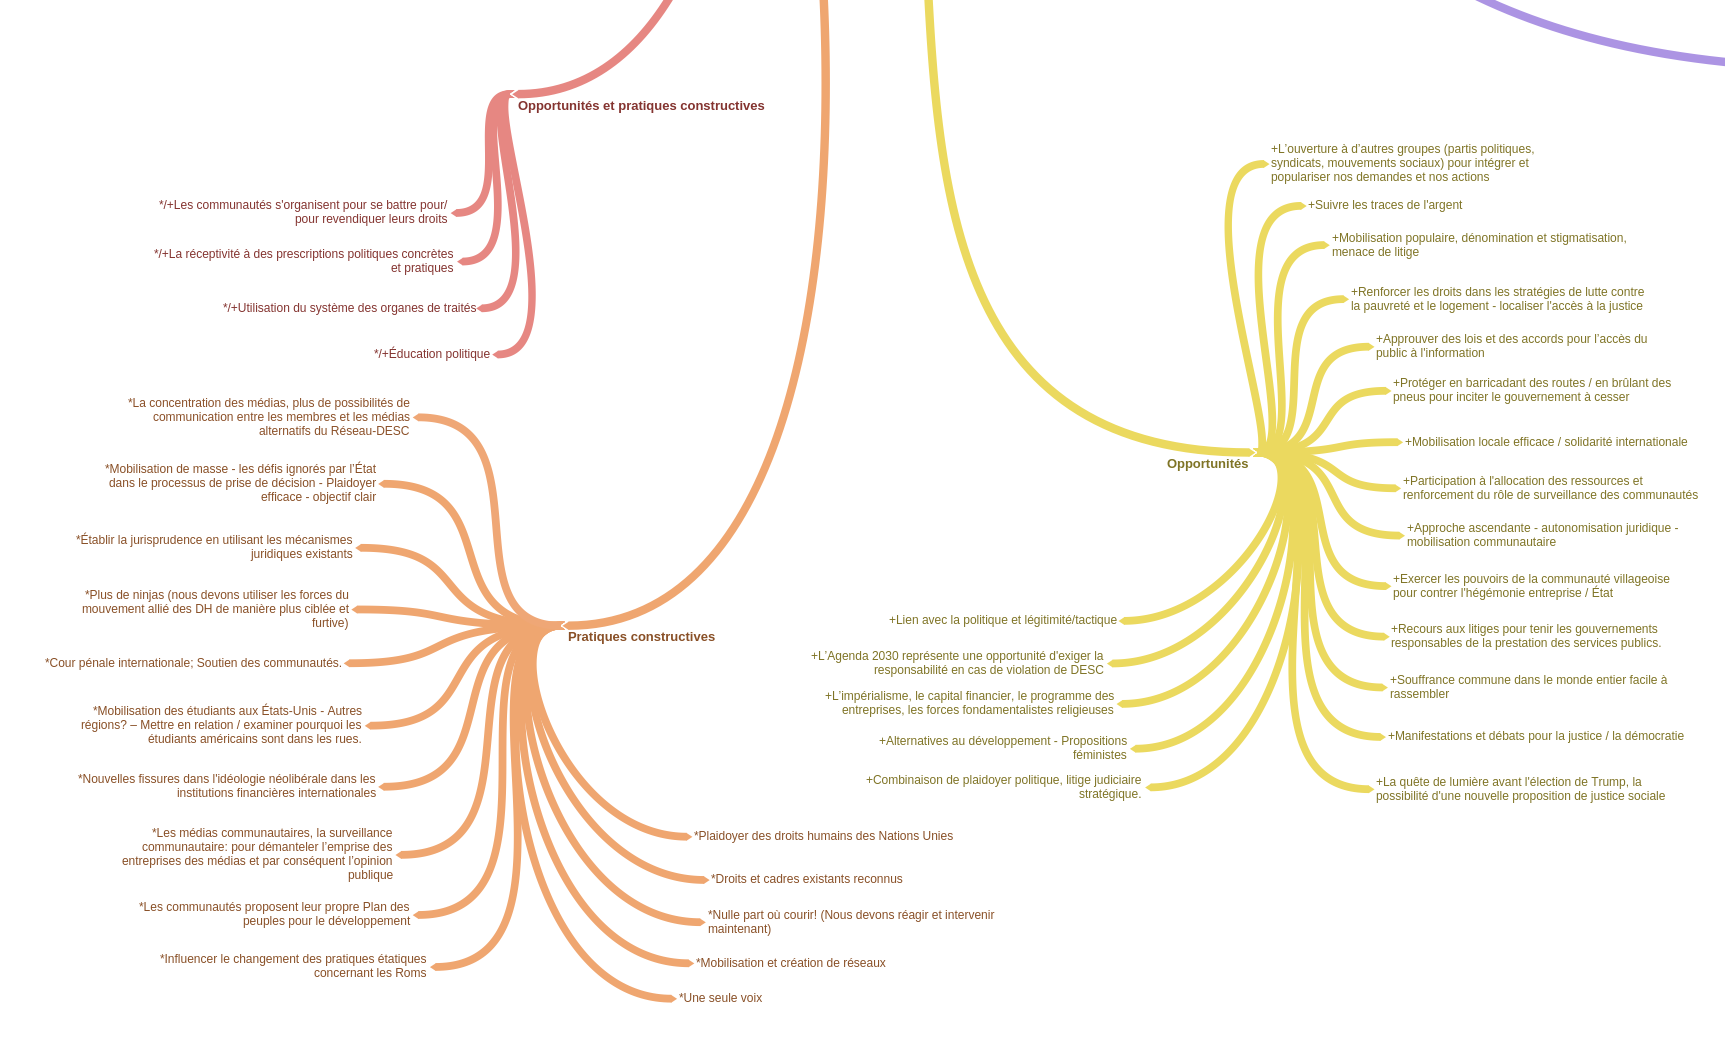 Opportunités et pratiques constructives
*/+Les communautés s'organisent pour se battre pour/
pour revendiquer leurs droits
*/+La réceptivité à des prescriptions politiques concrètes
et pratiques
*/+Utilisation du système des organes de traités
*/+Éducation politique
*La concentration des médias, plus de possibilités de
communication entre les membres et les médias
alternatifs du Réseau-DESC
*Mobilisation de masse - les défis ignorés par l'État
dans le processus de prise de décision - Plaidoyer
efficace - objectif clair
*Établir la jurisprudence en utilisant les mécanismes
juridiques existants
*Plus de ninjas (nous devons utiliser les forces du
mouvement allié des DH de manière plus ciblée et
furtive)
Pratiques constructives
*Cour pénale internationale; Soutien des communautés.
*Mobilisation des étudiants aux États-Unis - Autres
régions? – Mettre en relation / examiner pourquoi les
étudiants américains sont dans les rues.
*Nouvelles fissures dans l'idéologie néolibérale dans les
institutions financières internationales
*Les médias communautaires, la surveillance
communautaire: pour démanteler l’emprise des
entreprises des médias et par conséquent l’opinion
publique
*Les communautés proposent leur propre Plan des
peuples pour le développement
*Influencer le changement des pratiques étatiques
concernant les Roms
*Plaidoyer des droits humains des Nations Unies
*Droits et cadres existants reconnus
*Nulle part où courir! (Nous devons réagir et intervenir
maintenant)
*Mobilisation et création de réseaux
*Une seule voix
+L'ouverture à d’autres groupes (partis politiques,
syndicats, mouvements sociaux) pour intégrer et
populariser nos demandes et nos actions
+Suivre les traces de l'argent
+Mobilisation populaire, dénomination et stigmatisation,
menace de litige
+Renforcer les droits dans les stratégies de lutte contre
la pauvreté et le logement - localiser l'accès à la justice
+Approuver des lois et des accords pour l’accès du
public à l'information
+Protéger en barricadant des routes / en brûlant des
pneus pour inciter le gouvernement à cesser
+Mobilisation locale efficace / solidarité internationale
Opportunités
+Participation à l'allocation des ressources et
renforcement du rôle de surveillance des communautés
+Approche ascendante - autonomisation juridique -
mobilisation communautaire
+Exercer les pouvoirs de la communauté villageoise
pour contrer l'hégémonie entreprise / État
+Recours aux litiges pour tenir les gouvernements
responsables de la prestation des services publics.
+Souffrance commune dans le monde entier facile à
rassembler
+Manifestations et débats pour la justice / la démocratie
+La quête de lumière avant l'élection de Trump, la
possibilité d'une nouvelle proposition de justice sociale
+Lien avec la politique et légitimité/tactique
+L'Agenda 2030 représente une opportunité d'exiger la
responsabilité en cas de violation de DESC
+L’impérialisme, le capital financier, le programme des
entreprises, les forces fondamentalistes religieuses
+Alternatives au développement - Propositions
féministes
+Combinaison de plaidoyer politique, litige judiciaire
stratégique.